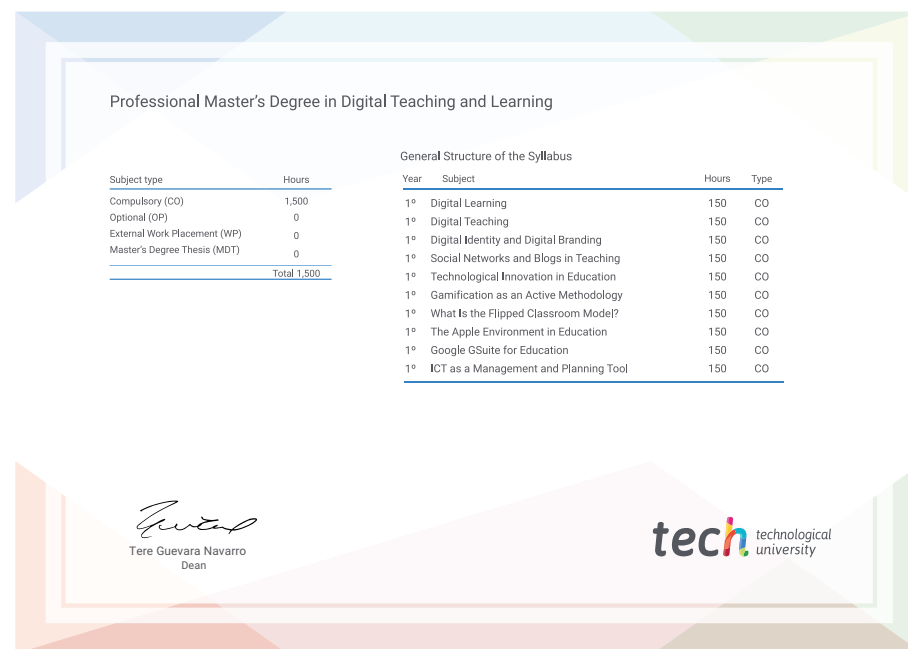 Professional Master's Degree in Digital Teaching and Learning
Subject type Hours
Compulsory (CO) 1,500
Optional (OP) 0
External Work Placement (WP) 0
Master's Degree Thesis (MDT) 0
Total 1,500
General Structure of the Syllabus
Year Subject Hours Type
1º Digital Learning 150 CO
1º Digital Teaching 150 CO
1º Digital Identity and Digital Branding 150 CO
1º Social Networks and Blogs in Teaching 150 CO
1º Technological Innovation in Education 150 CO
1º Gamification as an Active Methodology 150 CO
1º What Is the Flipped Classroom Model? 150 CO
1º The Apple Environment in Education 150 CO
1º Google GSuite for Education 150 CO
1º ICT as a Management and Planning Tool 150 CO
Tere Guevara Navarro
Dean
tech technological
university